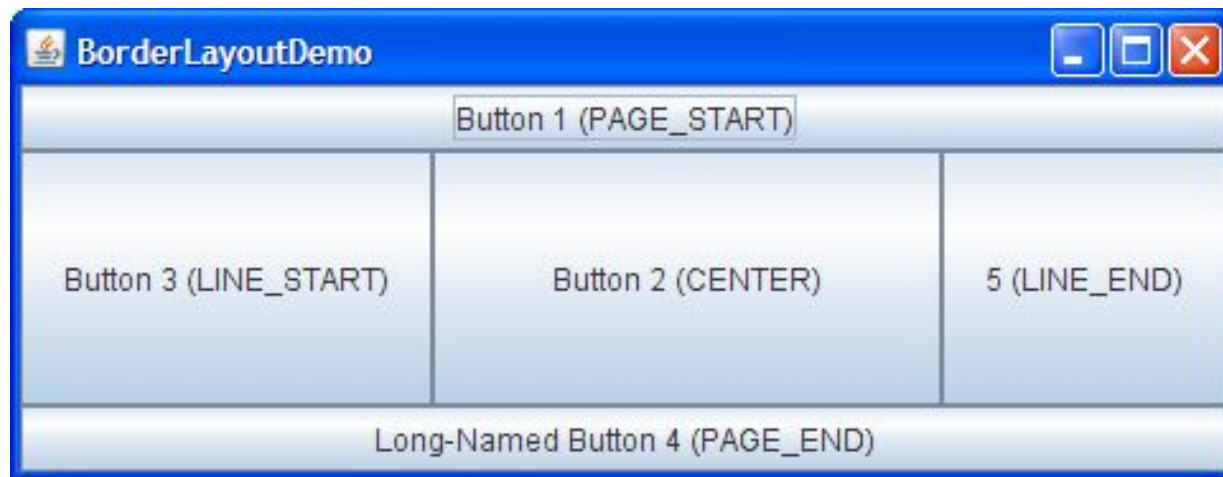 BorderLayoutDemo
Button 1 (PAGE_START)
Button 3 (LINE_START)
Button 2 (CENTER)
5 (LINE_END)
Long-Named Button 4 (PAGE_END)